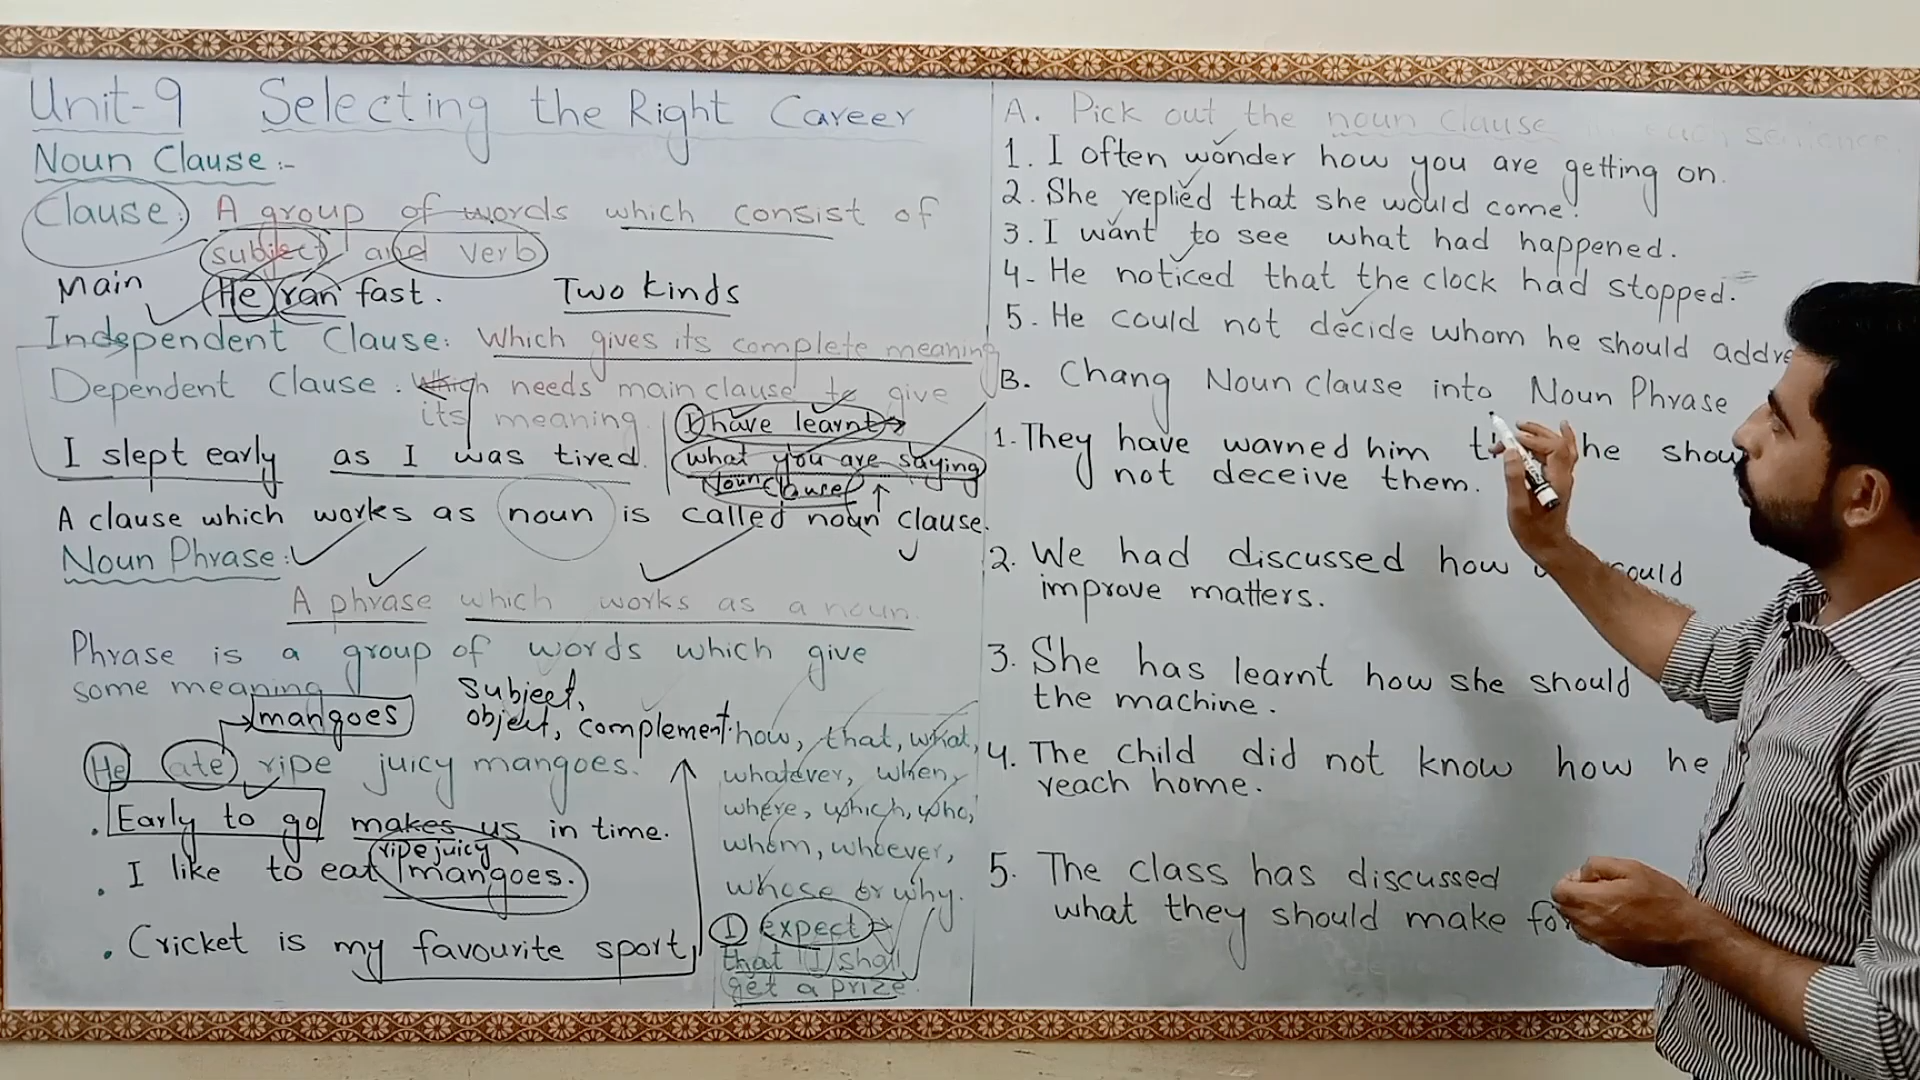 Unit-9 Selecting the Right Career
Noun Clause :-
Clause: A group of words which consist of
subject and verb
Main He ran fast. Two Kinds
Independent Clause: Which gives its complete meaning
Dependent Clause: Which needs main clause to give
its meaning.
I slept early as I was tired.
I have learnt
what you are saying
Noun Clause
A clause which works as noun is called noun clause.
Noun Phrase:
A phrase which works as a noun.
Phrase is a group of words which give
some meaning
mangoes
Subject,
object, complement.
He ate ripe juicy mangoes.
Early to go makes us in time.
ripe juicy
I like to eat mangoes.
Cricket is my favourite sport
how, that, what,
whatever, when,
where, which, who,
whom, whoever,
whose or why.
I expect
that I shall
get a prize.
A. Pick out the noun clause in each sentence.
1. I often wonder how you are getting on.
2. She replied that she would come.
3. I want to see what had happened.
4- He noticed that the clock had stopped.
5. He could not decide whom he should addre
B. Chang Noun clause into Noun Phrase
1. They have warned him he shou
not deceive them.
2. We had discussed how could
improve matters.
3. She has learnt how she should
the machine.
4. The child did not know how he
reach home.
5. The class has discussed
what they should make for